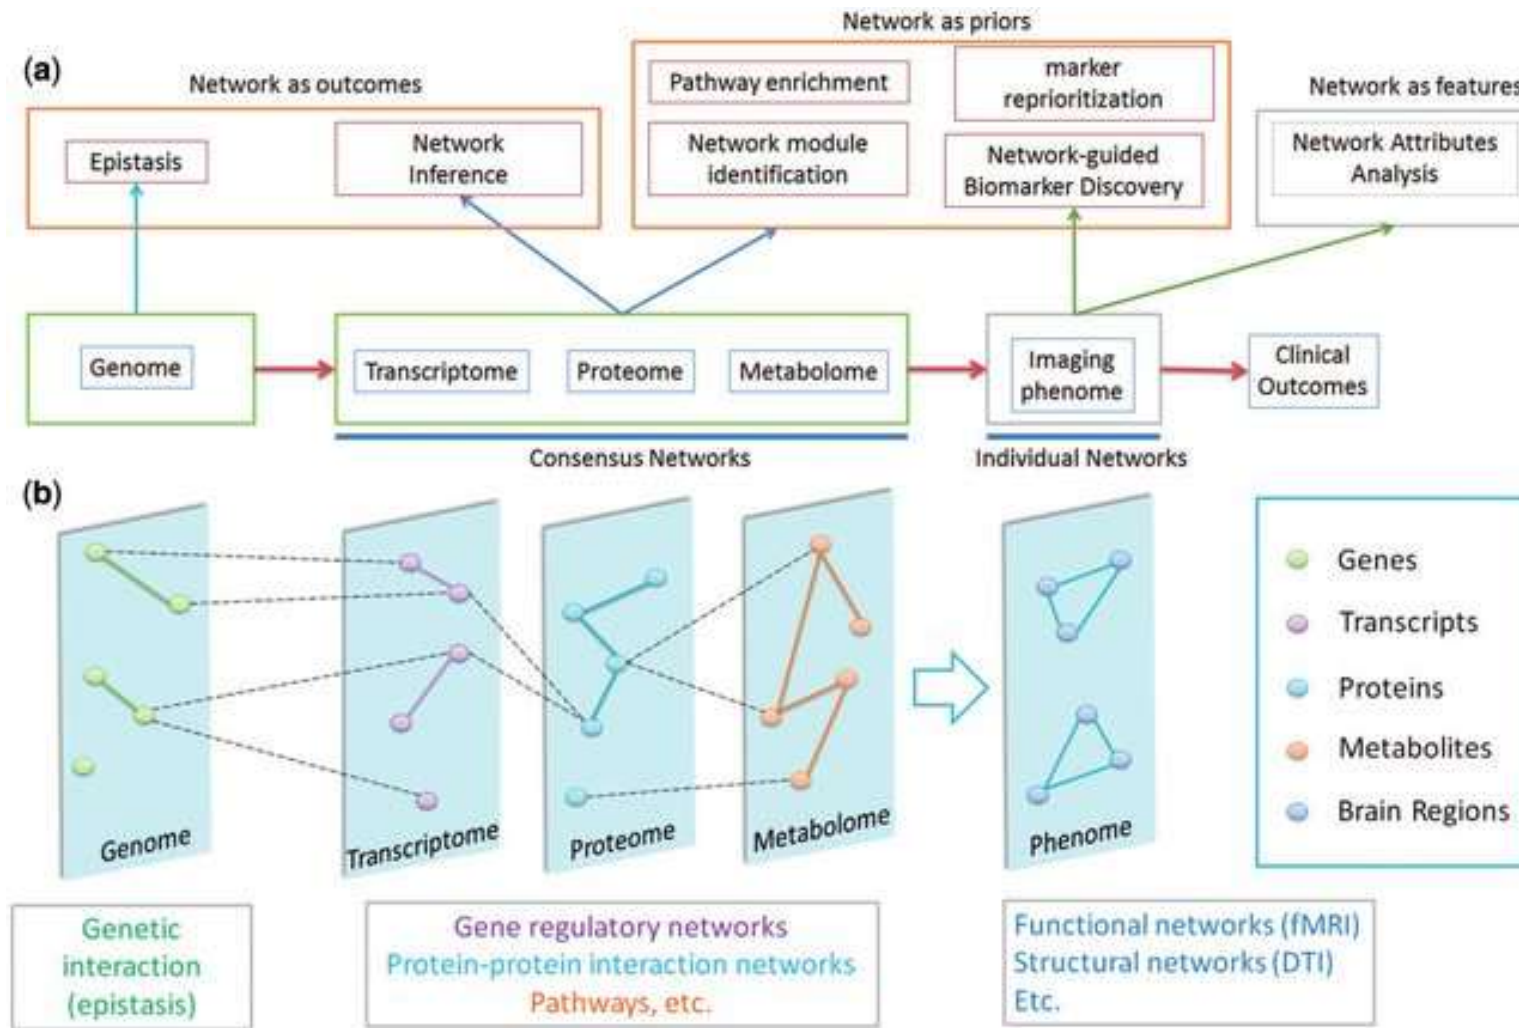 (a)
Network as outcomes
Epistasis
Network
Inference
Network as priors
Pathway enrichment
marker
reprioritization
Network module
identification
Network-guided
Biomarker Discovery
Network as features
Network Attributes
Analysis
Genome
Transcriptome
Proteome
Metabolome
Imaging
phenome
Clinical
Outcomes
Consensus Networks
Individual Networks
(b)
Genome
Transcriptome
Proteome
Metabolome
Phenome
Genes
Transcripts
Proteins
Metabolites
Brain Regions
Genetic
interaction
(epistasis)
Gene regulatory networks
Protein-protein interaction networks
Pathways, etc.
Functional networks (fMRI)
Structural networks (DTI)
Etc.